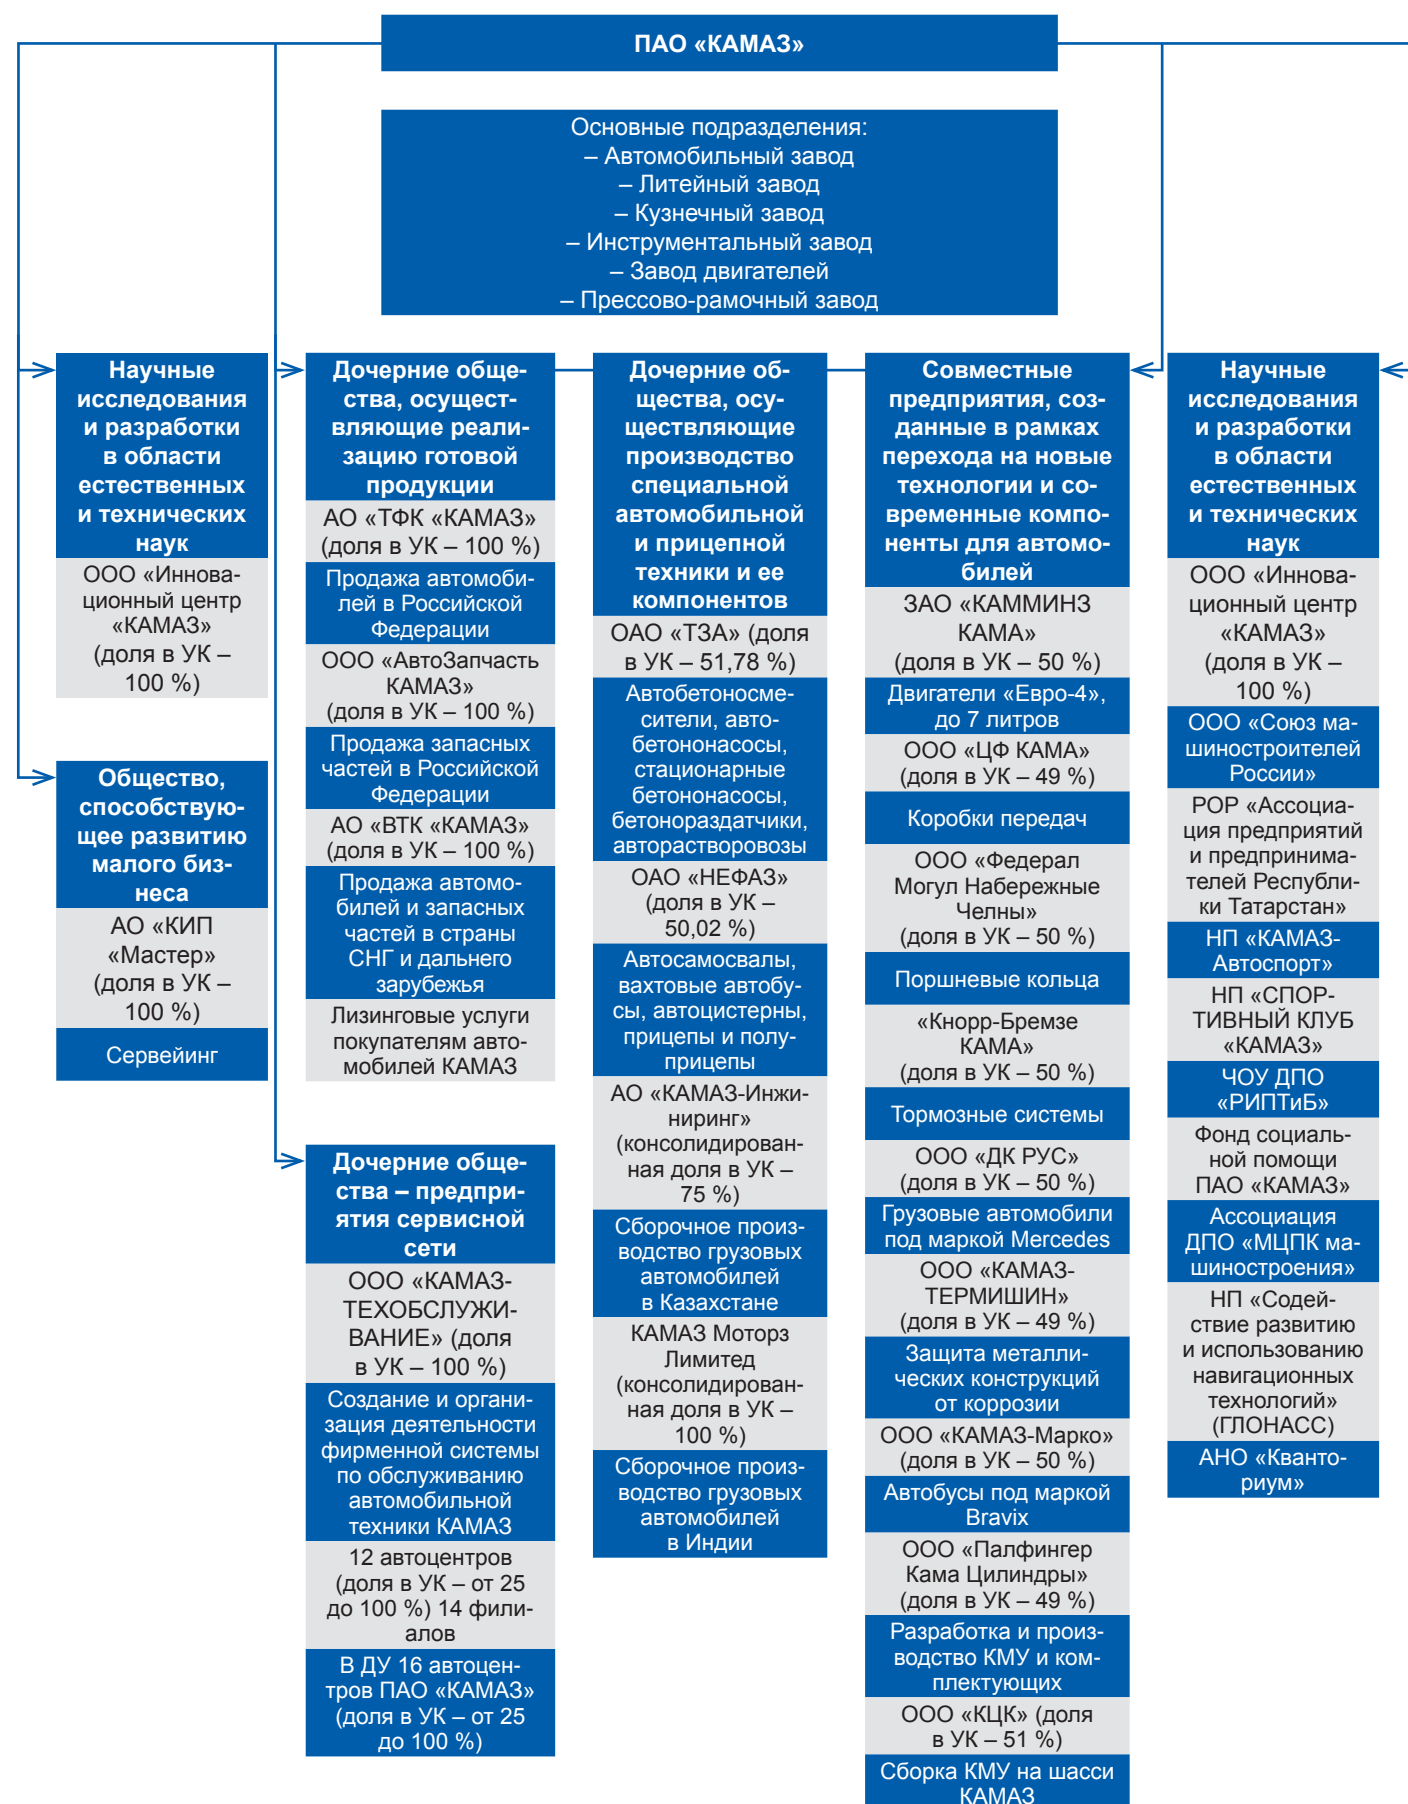 ПАО «КАМАЗ»
Основные подразделения:
– Автомобильный завод
– Литейный завод
– Кузнечный завод
– Инструментальный завод
– Завод двигателей
– Прессово-рамочный завод
Научные
исследования
и разработки
в области
естественных
и технических
наук
ООО «Иннова-
ционный центр
«КАМАЗ»
(доля в УК –
100 %)
Общество,
способствую-
щее развитию
малого биз-
неса
АО «КИП
«Мастер»
(доля в УК –
100 %)
Сервейинг
Дочерние обще-
ства, осущест-
вляющие реали-
зацию готовой
продукции
АО «ТФК «КАМАЗ»
(доля в УК – 100 %)
Продажа автомоби-
лей в Российской
Федерации
ООО «АвтоЗапчасть
КАМАЗ»
(доля в УК – 100 %)
Продажа запасных
частей в Российской
Федерации
АО «ВТК «КАМАЗ»
(доля в УК – 100 %)
Продажа автомо-
билей и запасных
частей в страны
СНГ и дальнего
зарубежья
Лизинговые услуги
покупателям авто-
мобилей КАМАЗ
Дочерние обще-
ства – предпри-
ятия сервисной
сети
ООО «КАМАЗ-
ТЕХОБСЛУЖИ-
ВАНИЕ» (доля
в УК – 100 %)
Создание и органи-
зация деятельности
фирменной системы
по обслуживанию
автомобильной
техники КАМАЗ
12 автоцентров
(доля в УК – от 25
до 100 %) 14 фили-
алов
В ДУ 16 автоцен-
тров ПАО «КАМАЗ»
(доля в УК – от 25
до 100 %)
Дочерние об-
щества, осу-
ществляющие
производство
специальной
автомобильной
и прицепной
техники и ее
компонентов
ОАО «ТЗА» (доля
в УК – 51,78 %)
Автобетоносме-
сители, авто-
бетононасосы,
стационарные
бетононасосы,
бетонораздатчики,
авторастворовозы
ОАО «НЕФАЗ»
(доля в УК –
50,02 %)
Автосамосвалы,
вахтовые автобу-
сы, автоцистерны,
прицепы и полу-
прицепы
АО «КАМАЗ-Инжи-
ниринг»
(консолидирован-
ная доля в УК –
75 %)
Сборочное произ-
водство грузовых
автомобилей
в Казахстане
КАМАЗ Моторз
Лимитед
(консолидирован-
ная доля в УК –
100 %)
Сборочное произ-
водство грузовых
автомобилей
в Индии
Совместные
предприятия, соз-
данные в рамках
перехода на новые
технологии и со-
временные компо-
ненты для автомо-
билей
ЗАО «КАММИНЗ
КАМА»
(доля в УК – 50 %)
Двигатели «Евро-4»,
до 7 литров
ООО «ЦФ КАМА»
(доля в УК – 49 %)
Коробки передач
ООО «Федерал
Могул Набережные
Челны»
(доля в УК – 50 %)
Поршневые кольца
«Кнорр-Бремзе
КАМА»
(доля в УК – 50 %)
Тормозные системы
ООО «ДК РУС»
(доля в УК – 50 %)
Грузовые автомобили
под маркой Mercedes
ООО «КАМАЗ-
ТЕРМИШИН»
(доля в УК – 49 %)
Защита металли-
ческих конструкций
от коррозии
ООО «КАМАЗ-Марко»
(доля в УК – 50 %)
Автобусы под маркой
Bravix
ООО «Палфингер
Кама Цилиндры»
(доля в УК – 49 %)
Разработка и произ-
водство КМУ и ком-
плектующих
ООО «КЦК» (доля
в УК – 51 %)
Сборка КМУ на шасси
КАМАЗ
Научные
исследования
и разработки
в области
естественных
и технических
наук
ООО «Иннова-
ционный центр
«КАМАЗ»
(доля в УК –
100 %)
ООО «Союз ма-
шиностроителей
России»
РОР «Ассоциа-
ция предприятий
и предпринима-
телей Республи-
ки Татарстан»
НП «КАМАЗ-
Автоспорт»
НП «СПОР-
ТИВНЫЙ КЛУБ
«КАМАЗ»
ЧОУ ДПО
«РИПТиБ»
Фонд социаль-
ной помощи
ПАО «КАМАЗ»
Ассоциация
ДПО «МЦПК ма-
шиностроения»
НП «Содей-
ствие развитию
и использованию
навигационных
технологий»
(ГЛОНАСС)
АНО «Кванто-
риум»